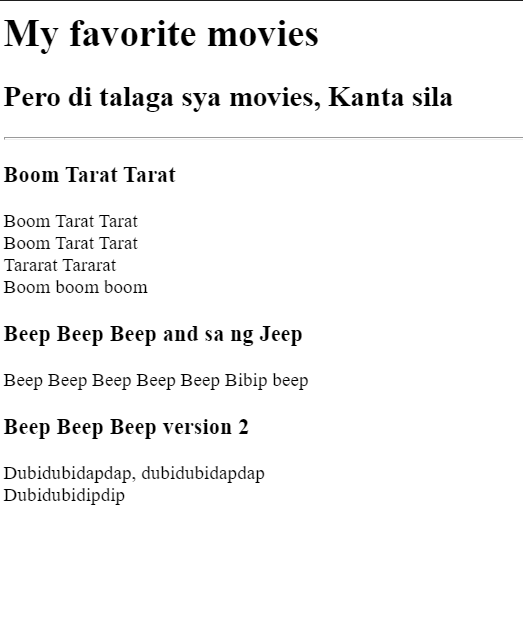 My favorite movies
Pero di talaga sya movies, Kanta sila
Boom Tarat Tarat
Boom Tarat Tarat
Boom Tarat Tarat
Tararat Tararat
Boom boom boom
Beep Beep Beep and sa ng Jeep
Beep Beep Beep Beep Beep Bibip beep
Beep Beep Beep version 2
Dubidubidapdap, dubidubidapdap
Dubidubidipdip